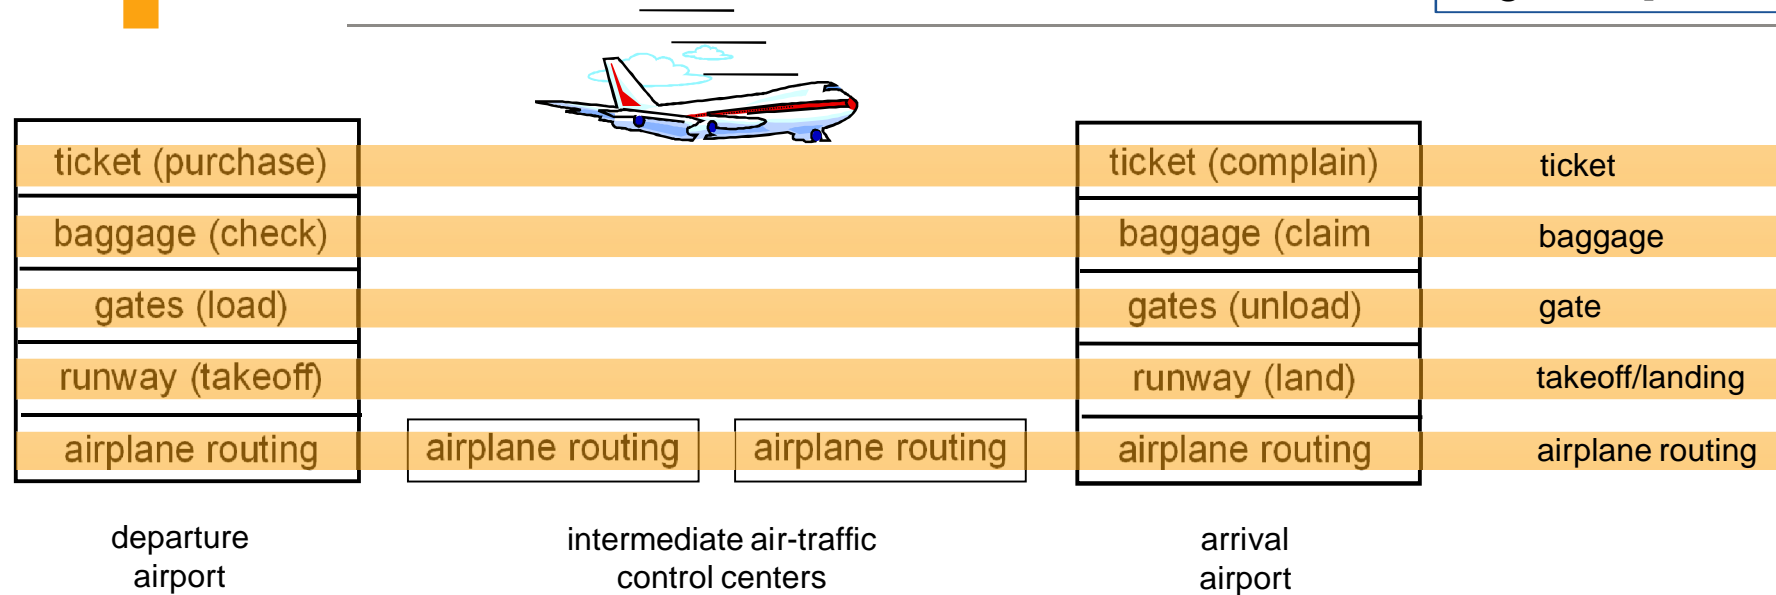 ticket (purchase) ticket (complain) ticket
baggage (check) baggage (claim baggage
gates (load) gates (unload) gate
runway (takeoff) runway (land) takeoff/landing
airplane routing airplane routing airplane routing airplane routing airplane routing
departure
airport
intermediate air-traffic
control centers
arrival
airport